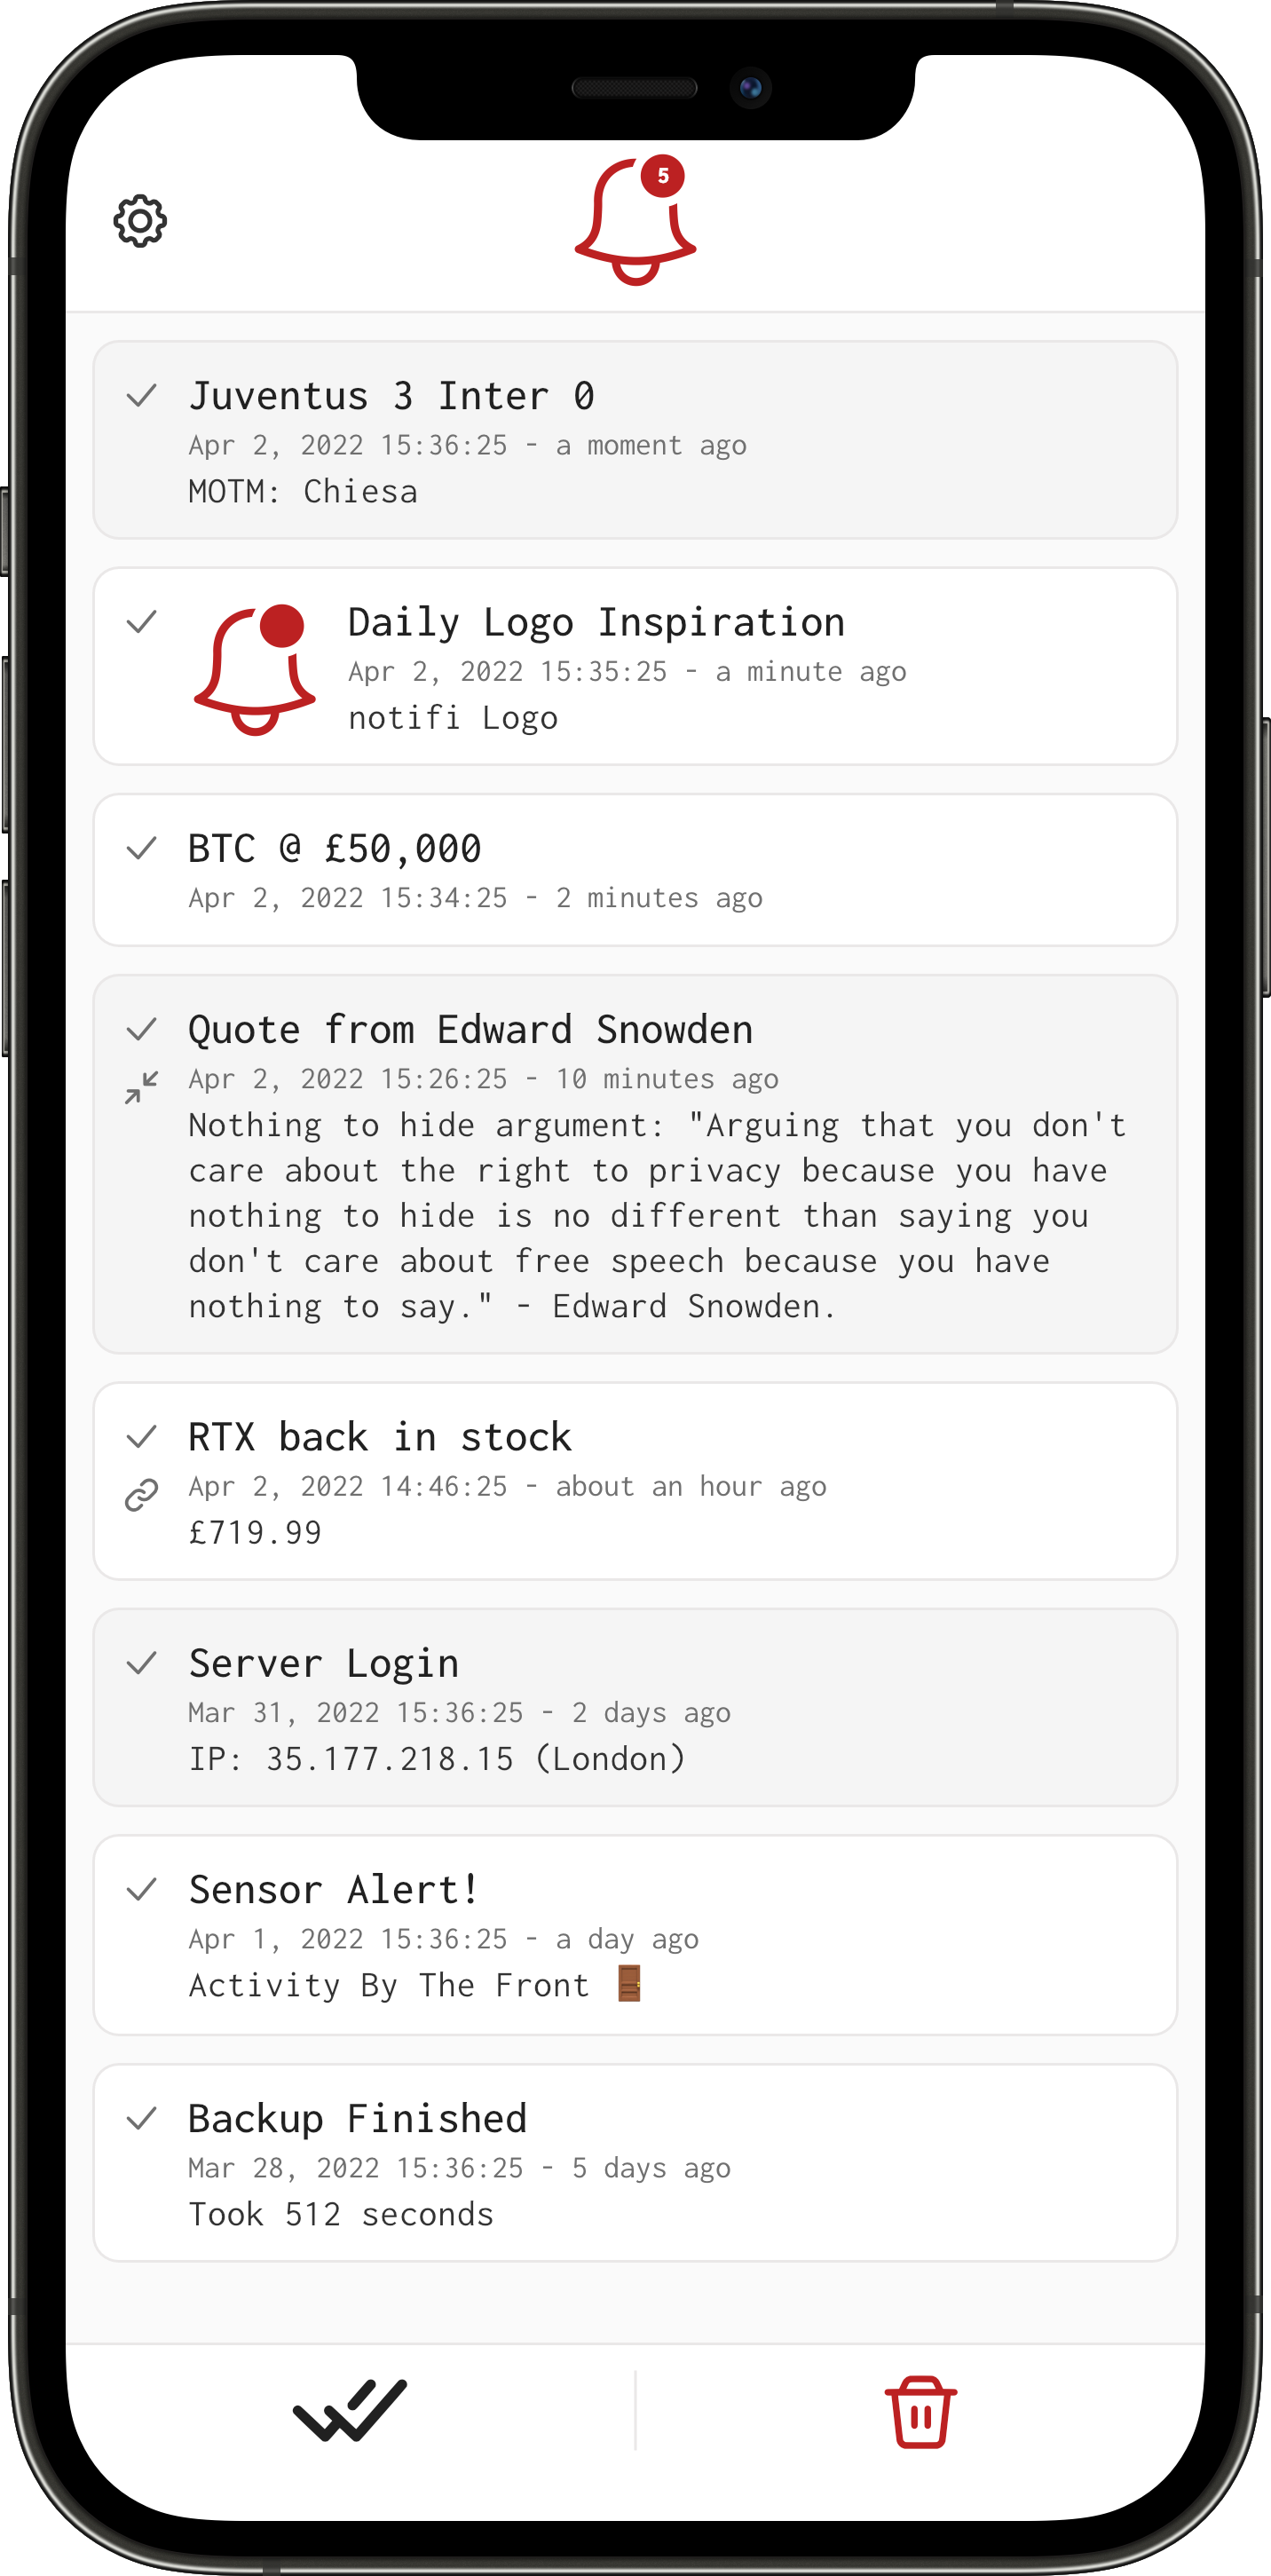 5
Juventus 3 Inter 0
Apr 2, 2022 15:36:25 - a moment ago
MOTM: Chiesa
Daily Logo Inspiration
Apr 2, 2022 15:35:25 - a minute ago
notifi Logo
BTC @ £50,000
Apr 2, 2022 15:34:25 - 2 minutes ago
Quote from Edward Snowden
Apr 2, 2022 15:26:25 - 10 minutes ago
Nothing to hide argument: "Arguing that you don't
care about the right to privacy because you have
nothing to hide is no different than saying you
don't care about free speech because you have
nothing to say." - Edward Snowden.
RTX back in stock
Apr 2, 2022 14:46:25 - about an hour ago
£719.99
Server Login
Mar 31, 2022 15:36:25 - 2 days ago
IP: 35.177.218.15 (London)
Sensor Alert!
Apr 1, 2022 15:36:25 - a day ago
Activity By The Front 🚪
Backup Finished
Mar 28, 2022 15:36:25 - 5 days ago
Took 512 seconds